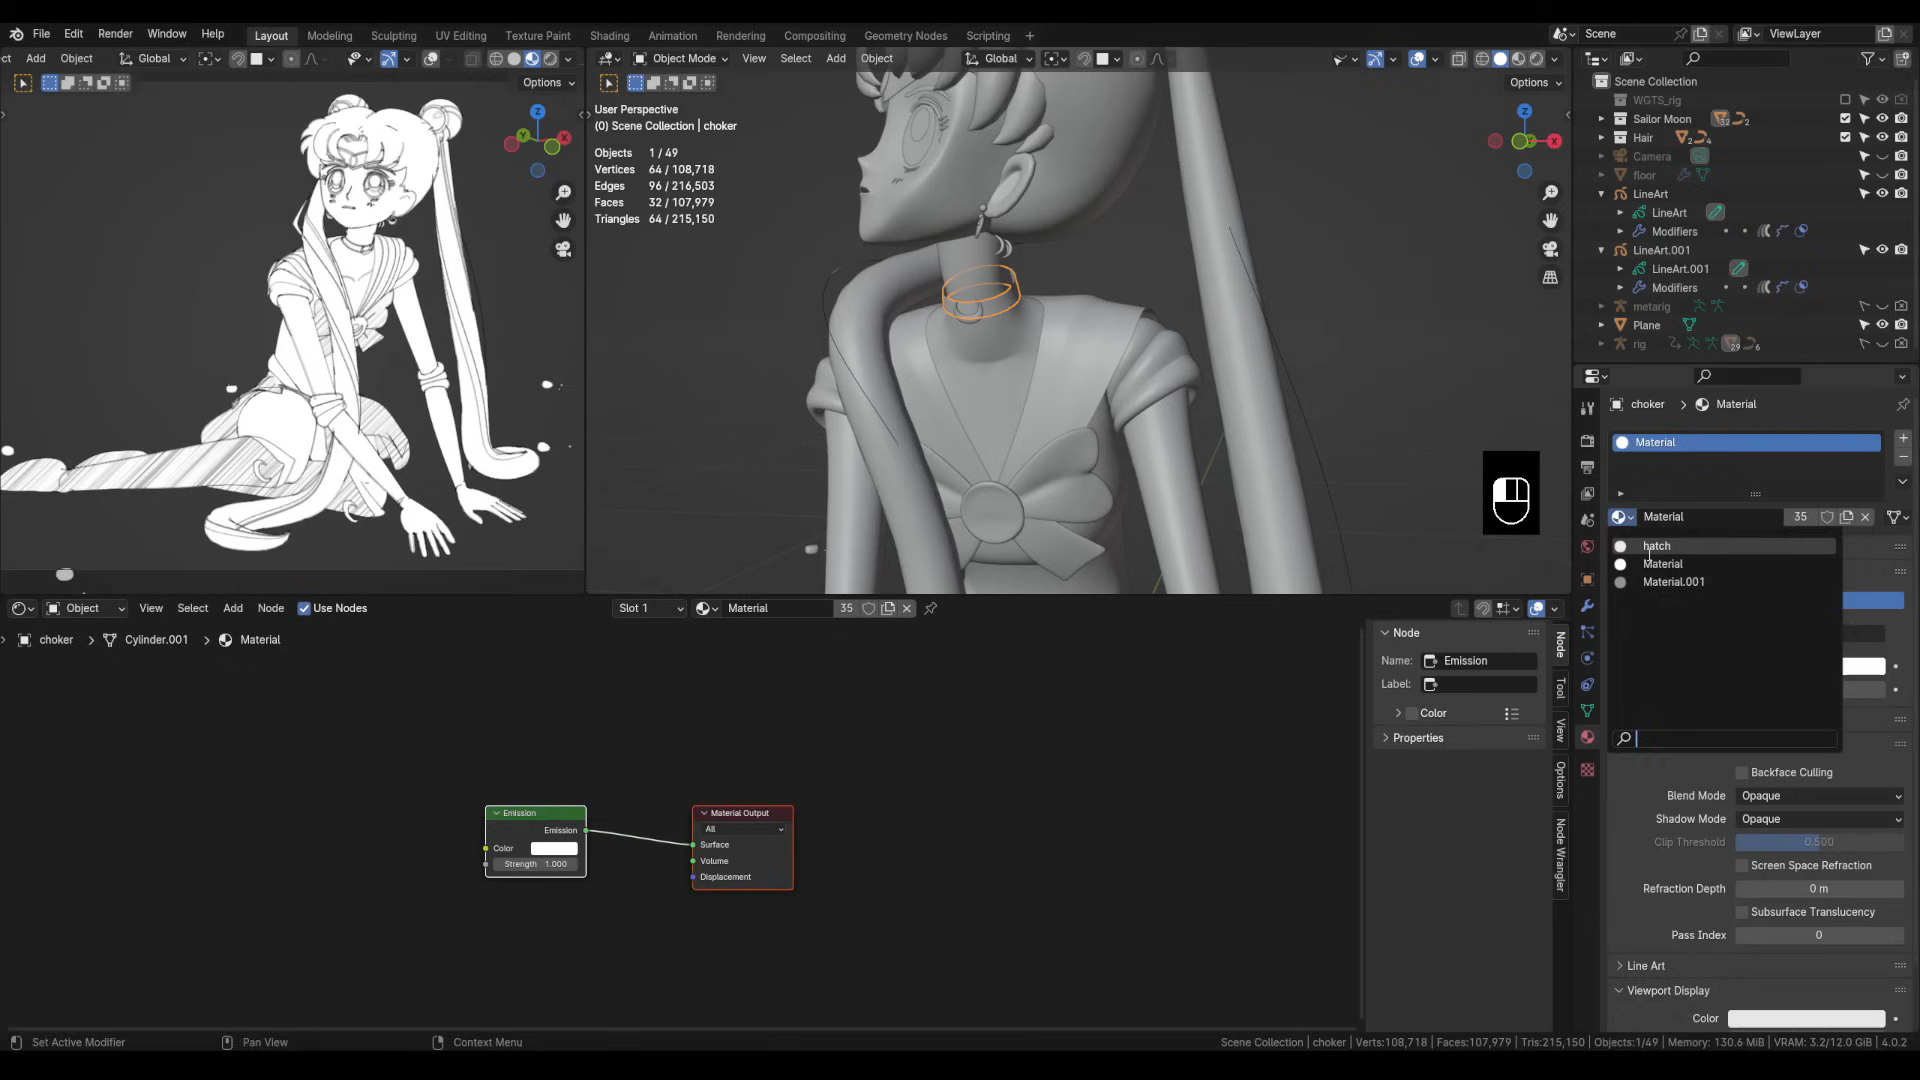 File Edit Render Window Help Layout Modeling Sculpting UV Editing Texture Paint Shading Animation Rendering Compositing Geometry Nodes Scripting + Scene ViewLayer
Add Object Global Object Mode View Select Add Object Global
Options Options
User Perspective
(0) Scene Collection | choker
Objects 1 / 49
Vertices 64 / 108,718
Edges 96 / 216,503
Faces 32 / 107,979
Triangles 64 / 215,150
Z
Y
X
Z
X
Scene Collection
WGTS_rig
Sailor Moon 32 2
Hair 2 4
Camera
floor
LineArt
LineArt
Modifiers
LineArt.001
LineArt.001
Modifiers
metarig
Plane
rig 29 6
choker > Material
Material
Material 35
hatch
Material
Material.001
Backface Culling
Blend Mode Opaque
Shadow Mode Opaque
Clip Threshold 0.500
Screen Space Refraction
Refraction Depth 0 m
Subsurface Translucency
Pass Index 0
Line Art
Viewport Display
Color
Object View Select Add Node Use Nodes Slot 1 Material 35
choker > Cylinder.001 > Material
Emission
Emission
Color
Strength 1.000
Material Output
All
Surface
Volume
Displacement
Node
Name: Emission
Label:
Color
Properties
Node
Tool
View
Options
Node Wrangler
Set Active Modifier Pan View Context Menu Scene Collection | choker | Verts:108,718 | Faces:107,979 | Tris:215,150 | Objects:1/49 | Memory: 130.6 MiB | VRAM: 3.2/12.0 GiB | 4.0.2